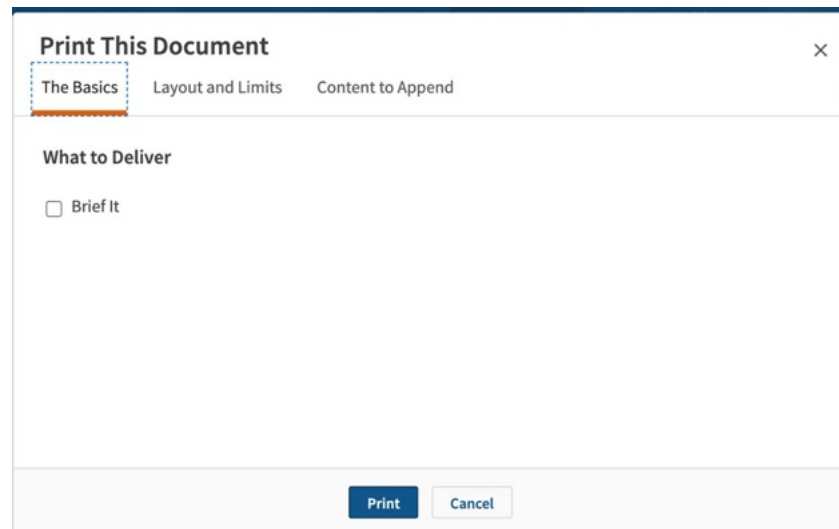 Print This Document
The Basics Layout and Limits Content to Append
What to Deliver
Brief It
Print Cancel